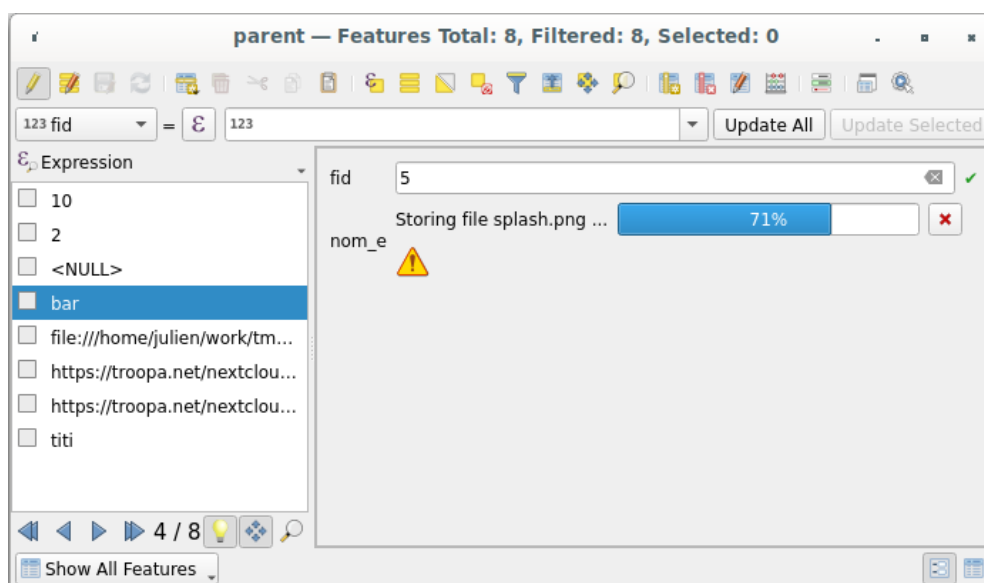 parent — Features Total: 8, Filtered: 8, Selected: 0
123 fid = ε 123 Update All Update Selected
Expression
10
2
<NULL>
bar
file:///home/julien/work/tm...
https://troopa.net/nextclou...
https://troopa.net/nextclou...
titi
fid 5
Storing file splash.png ... 71%
nom_e
4 / 8
Show All Features